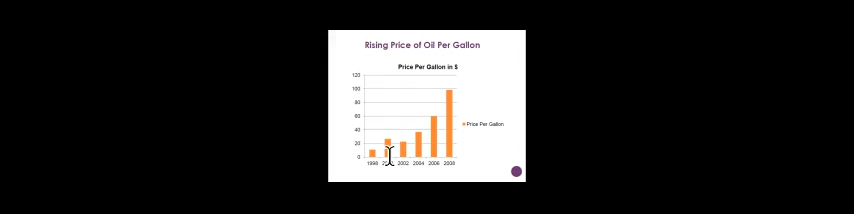 Rising Price of Oil Per Gallon
Price Per Gallon in $
120
100
80
60
40
20
0
Price Per Gallon
1998 2002 2004 2006 2008